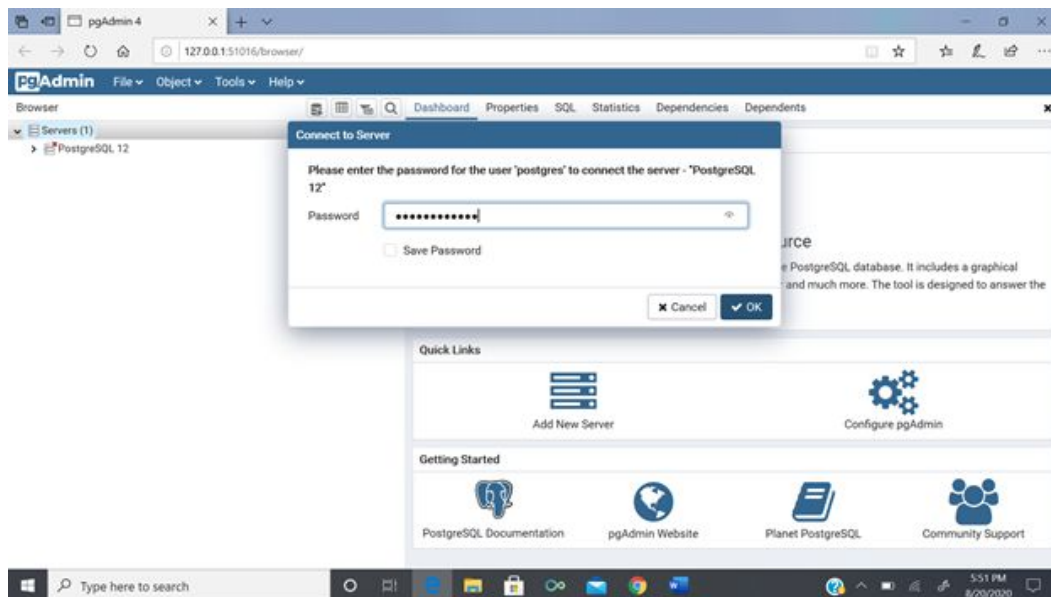 pgAdmin 4
127.0.0.1:51016/browser/
pgAdmin File Object Tools Help
Browser
Dashboard Properties SQL Statistics Dependencies Dependents
Servers (1)
PostgreSQL 12
Connect to Server
Please enter the password for the user 'postgres' to connect the server - "PostgreSQL
12"
Password ●●●●●●●●●●●●
Save Password
Cancel OK
urce
e PostgreSQL database. It includes a graphical
and much more. The tool is designed to answer the
Quick Links
Add New Server Configure pgAdmin
Getting Started
PostgreSQL Documentation pgAdmin Website Planet PostgreSQL Community Support
Type here to search
5:51 PM
8/20/2020